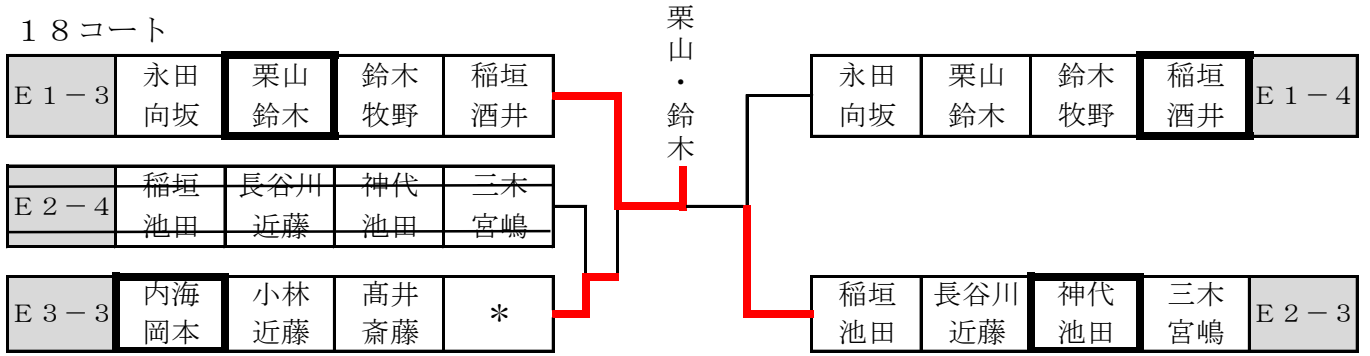 18コート
栗山・鈴木
E1-3 永田 栗山 鈴木 稲垣
向坂 鈴木 牧野 酒井
永田 栗山 鈴木 稲垣 E1-4
向坂 鈴木 牧野 酒井
E2-4 稲垣 長谷川 神代 三木
池田 近藤 池田 宮嶋
E3-3 内海 小林 髙井 *
岡本 近藤 斎藤
稲垣 長谷川 神代 三木 E2-3
池田 近藤 池田 宮嶋